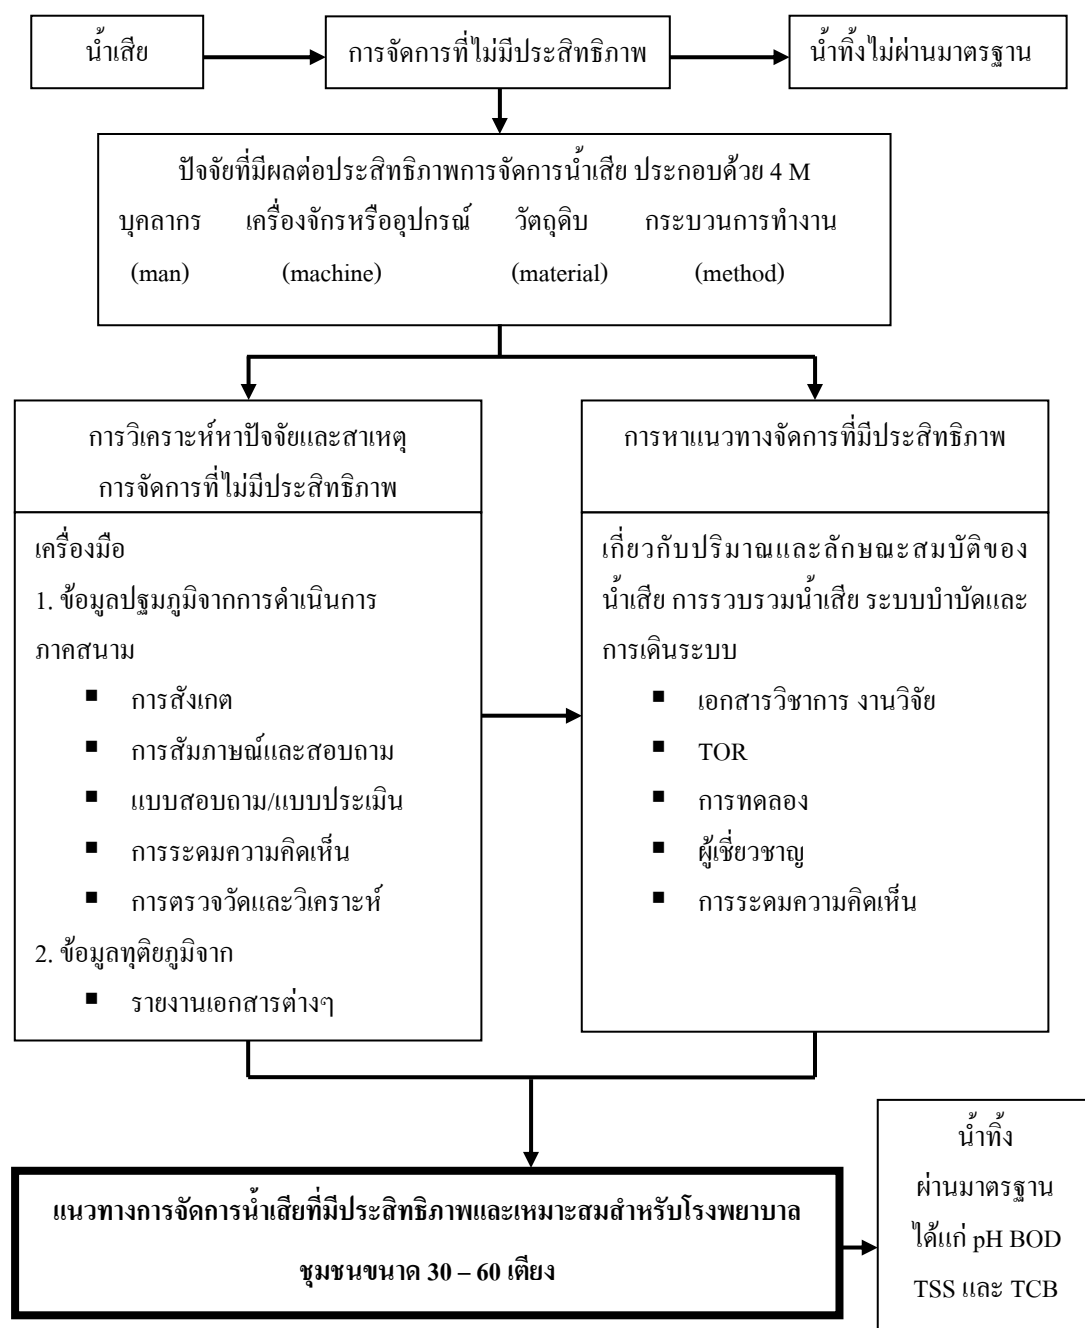 น้ำเสีย
การจัดการที่ไม่มีประสิทธิภาพ
น้ำทิ้งไม่ผ่านมาตรฐาน
ปัจจัยที่มีผลต่อประสิทธิภาพการจัดการน้ำเสีย ประกอบด้วย 4 M
บุคลากร เครื่องจักรหรืออุปกรณ์ วัตถุดิบ กระบวนการทำงาน
(man) (machine) (material) (method)
การวิเคราะห์หาปัจจัยและสาเหตุ
การจัดการที่ไม่มีประสิทธิภาพ
เครื่องมือ
1. ข้อมูลปฐมภูมิจากการดำเนินการ
ภาคสนาม
▪ การสังเกต
▪ การสัมภาษณ์และสอบถาม
▪ แบบสอบถาม/แบบประเมิน
▪ การระดมความคิดเห็น
▪ การตรวจวัดและวิเคราะห์
2. ข้อมูลทุติยภูมิจาก
▪ รายงานเอกสารต่างๆ
การหาแนวทางจัดการที่มีประสิทธิภาพ
เกี่ยวกับปริมาณและลักษณะสมบัติของ
น้ำเสีย การรวบรวมน้ำเสีย ระบบบำบัดและ
การเดินระบบ
▪ เอกสารวิชาการ งานวิจัย
▪ TOR
▪ การทดลอง
▪ ผู้เชี่ยวชาญ
▪ การระดมความคิดเห็น
แนวทางการจัดการน้ำเสียที่มีประสิทธิภาพและเหมาะสมสำหรับโรงพยาบาล
ชุมชนขนาด 30 – 60 เตียง
น้ำทิ้ง
ผ่านมาตรฐาน
ได้แก่ pH BOD
TSS และ TCB